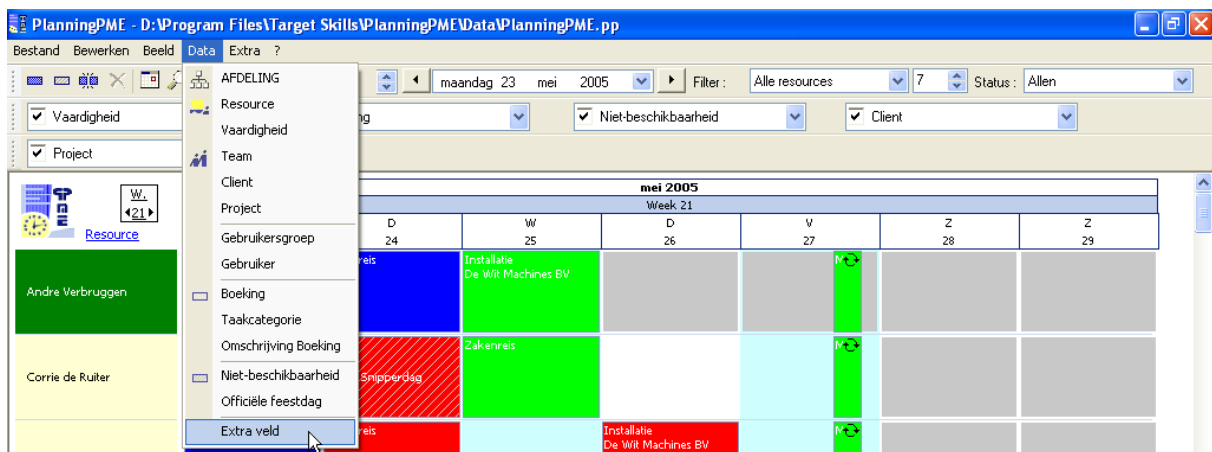 PlanningPME - D:\Program Files\Target Skills\PlanningPME\Data\PlanningPME.pp
Bestand Bewerken Beeld Data Extra ?
maandag 23 mei 2005 Filter : Alle resources 7 Status : Allen
Vaardigheid ng Niet-beschikbaarheid Client
Project
AFDELING
Resource
Vaardigheid
Team
Client
Project
Gebruikersgroep
Gebruiker
Boeking
Taakcategorie
Omschrijving Boeking
Niet-beschikbaarheid
Officiële feestdag
Extra veld
PME
W.
21
Resource
mei 2005
Week 21
D W D V Z Z
24 25 26 27 28 29
Andre Verbruggen
reis
Installatie
De Wit Machines BV
M
Corrie de Ruiter
Snipperdag
Zakenreis
M
reis
Installatie
De Wit Machines BV
M